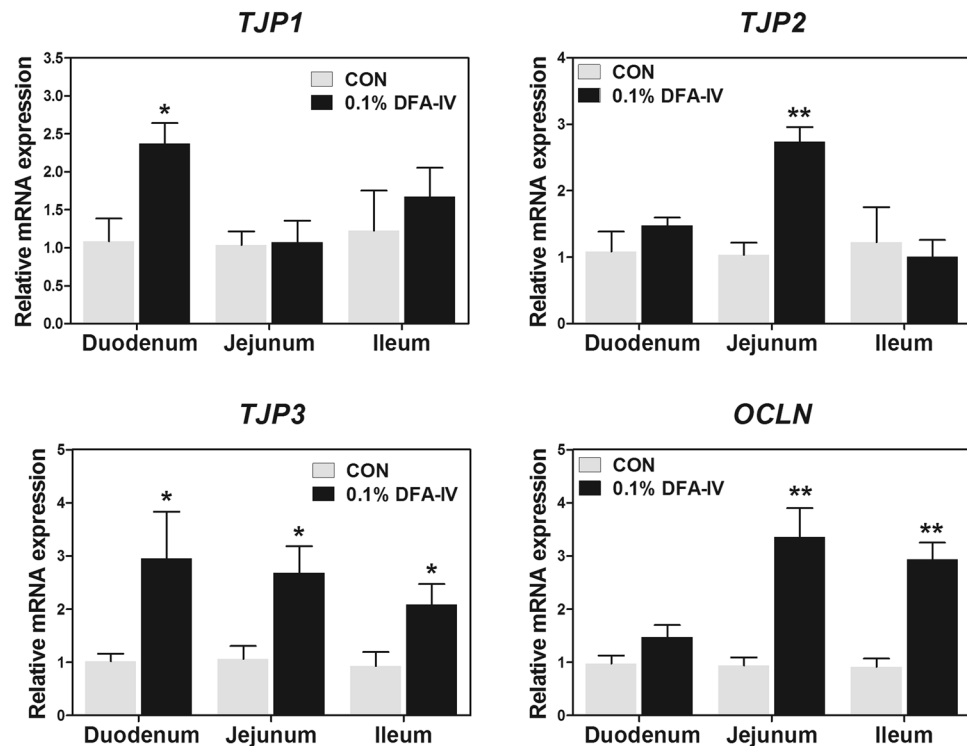 TJP1
Relative mRNA expression
3.5
3.0
2.5
2.0
1.5
1.0
0.5
0.0
CON
0.1% DFA-IV
*
Duodenum Jejunum Ileum
TJP2
Relative mRNA expression
4
3
2
1
0
CON
0.1% DFA-IV
**
Duodenum Jejunum Ileum
TJP3
Relative mRNA expression
5
4
3
2
1
0
CON
0.1% DFA-IV
* * *
Duodenum Jejunum Ileum
OCLN
Relative mRNA expression
5
4
3
2
1
0
CON
0.1% DFA-IV
** **
Duodenum Jejunum Ileum